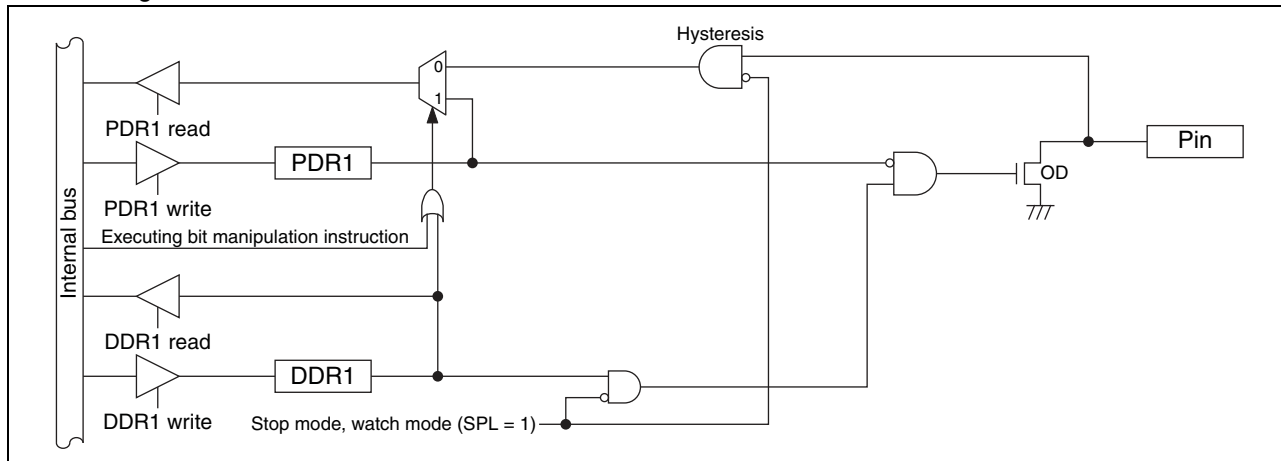 Hysteresis
0
1
PDR1 read
PDR1
Pin
OD
PDR1 write
Executing bit manipulation instruction
Internal bus
DDR1 read
DDR1
DDR1 write
Stop mode, watch mode (SPL = 1)